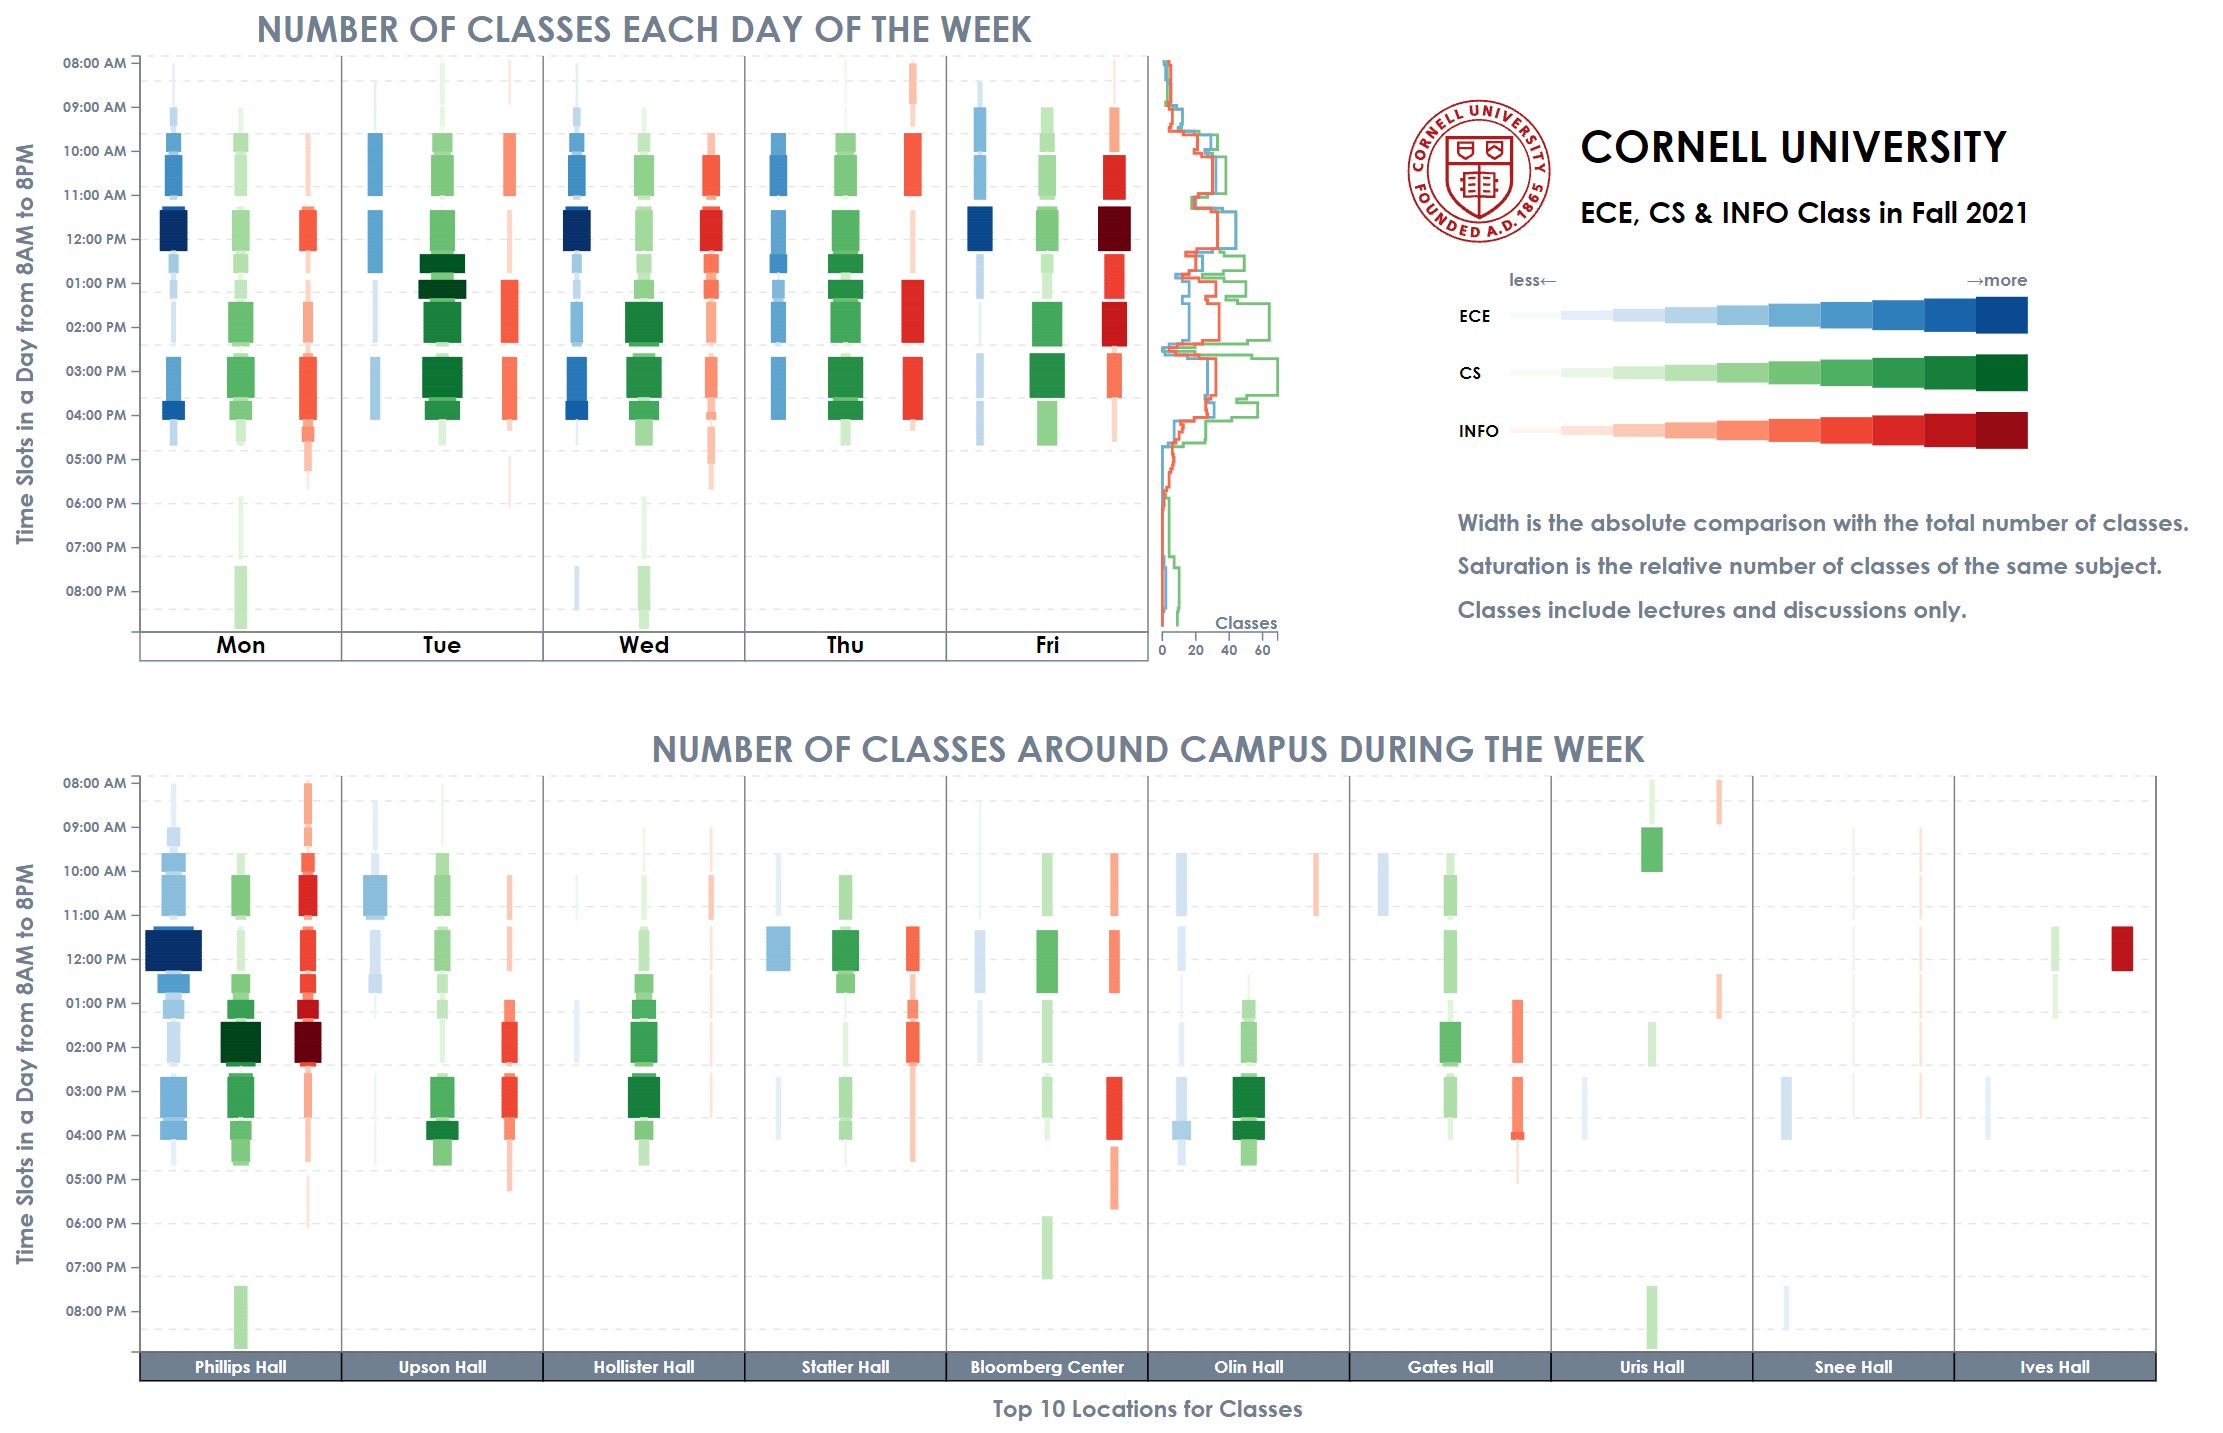 NUMBER OF CLASSES EACH DAY OF THE WEEK
Time Slots in a Day from 8AM to 8PM
08:00 AM
09:00 AM
10:00 AM
11:00 AM
12:00 PM
01:00 PM
02:00 PM
03:00 PM
04:00 PM
05:00 PM
06:00 PM
07:00 PM
08:00 PM
Mon Tue Wed Thu Fri
Classes
0 20 40 60
CORNELL UNIVERSITY
FOUNDED A.D. 1865
CORNELL UNIVERSITY
ECE, CS & INFO Class in Fall 2021
less← →more
ECE
CS
INFO
Width is the absolute comparison with the total number of classes.
Saturation is the relative number of classes of the same subject.
Classes include lectures and discussions only.
NUMBER OF CLASSES AROUND CAMPUS DURING THE WEEK
Time Slots in a Day from 8AM to 8PM
08:00 AM
09:00 AM
10:00 AM
11:00 AM
12:00 PM
01:00 PM
02:00 PM
03:00 PM
04:00 PM
05:00 PM
06:00 PM
07:00 PM
08:00 PM
Phillips Hall Upson Hall Hollister Hall Statler Hall Bloomberg Center Olin Hall Gates Hall Uris Hall Snee Hall Ives Hall
Top 10 Locations for Classes